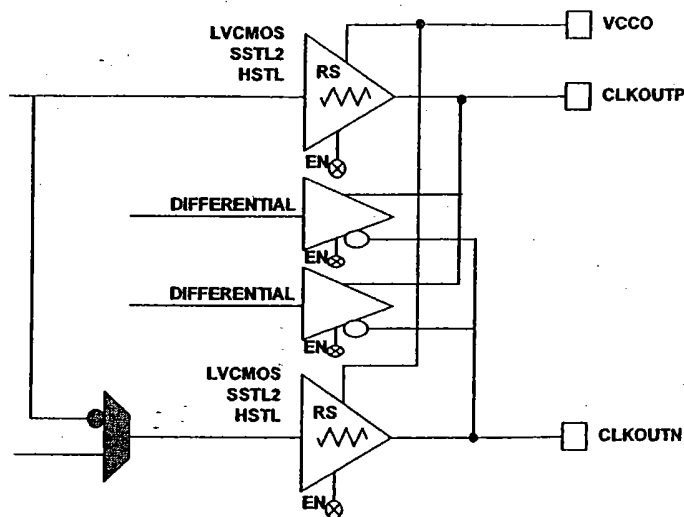 LVCMOS
SSTL2
HSTL
RS
EN
VCCO
CLKOUTP
DIFFERENTIAL
EN
DIFFERENTIAL
EN
LVCMOS
SSTL2
HSTL
RS
EN
CLKOUTN